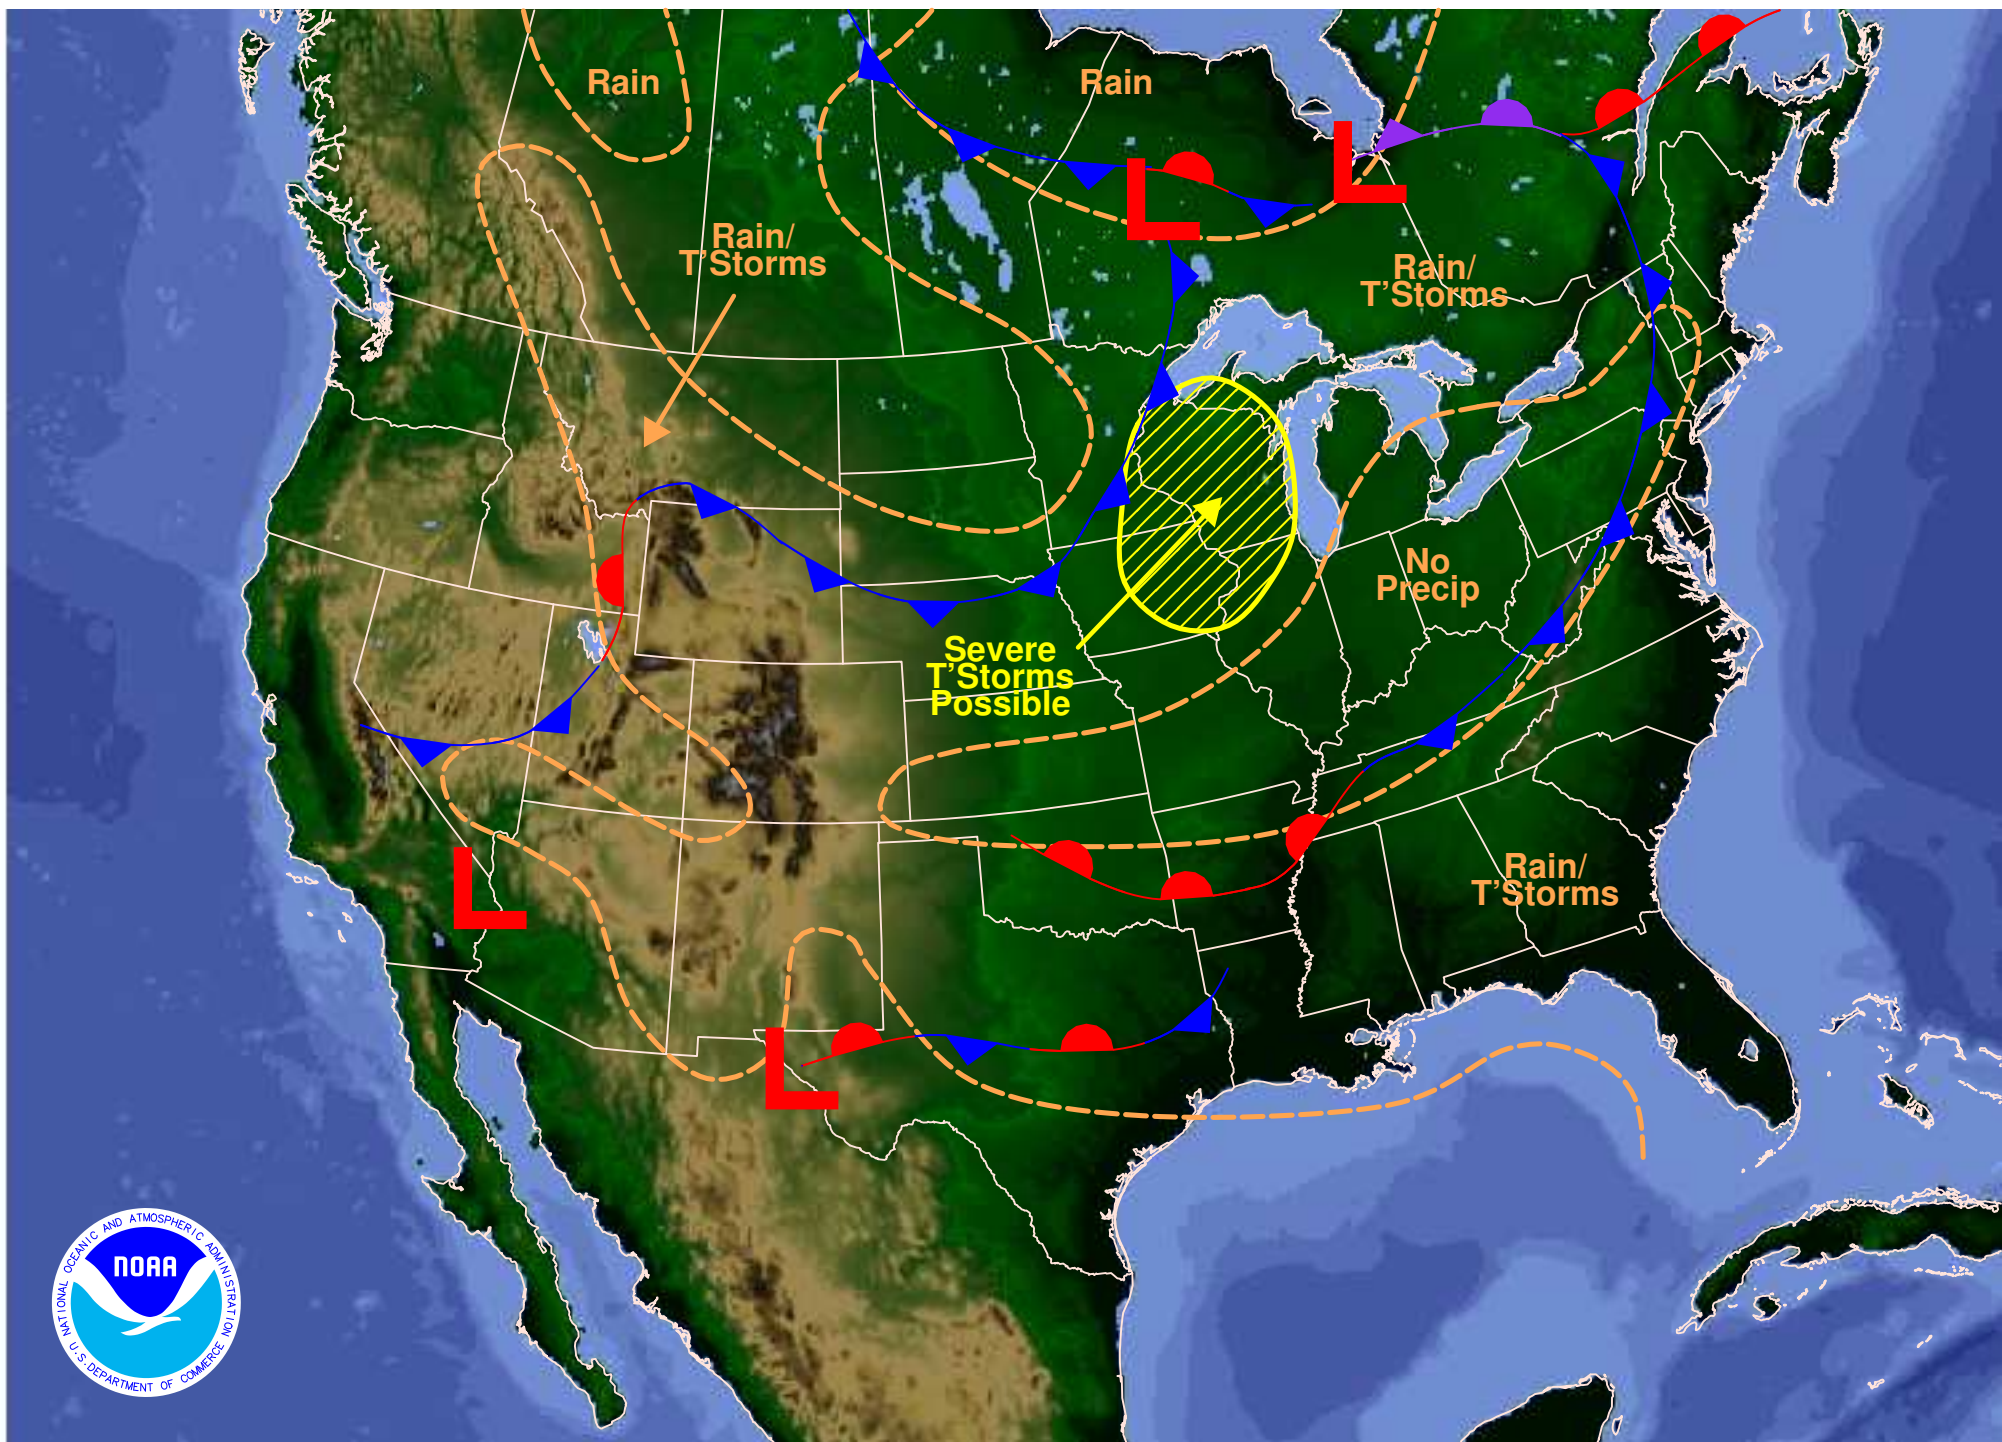 Rain
Rain
Rain/
T'Storms
Rain/
T'Storms
No
Precip
Severe
T'Storms
Possible
Rain/
T'Storms
L
L
L
L
NATIONAL OCEANIC AND ATMOSPHERIC ADMINISTRATION
NOAA
U.S. DEPARTMENT OF COMMERCE